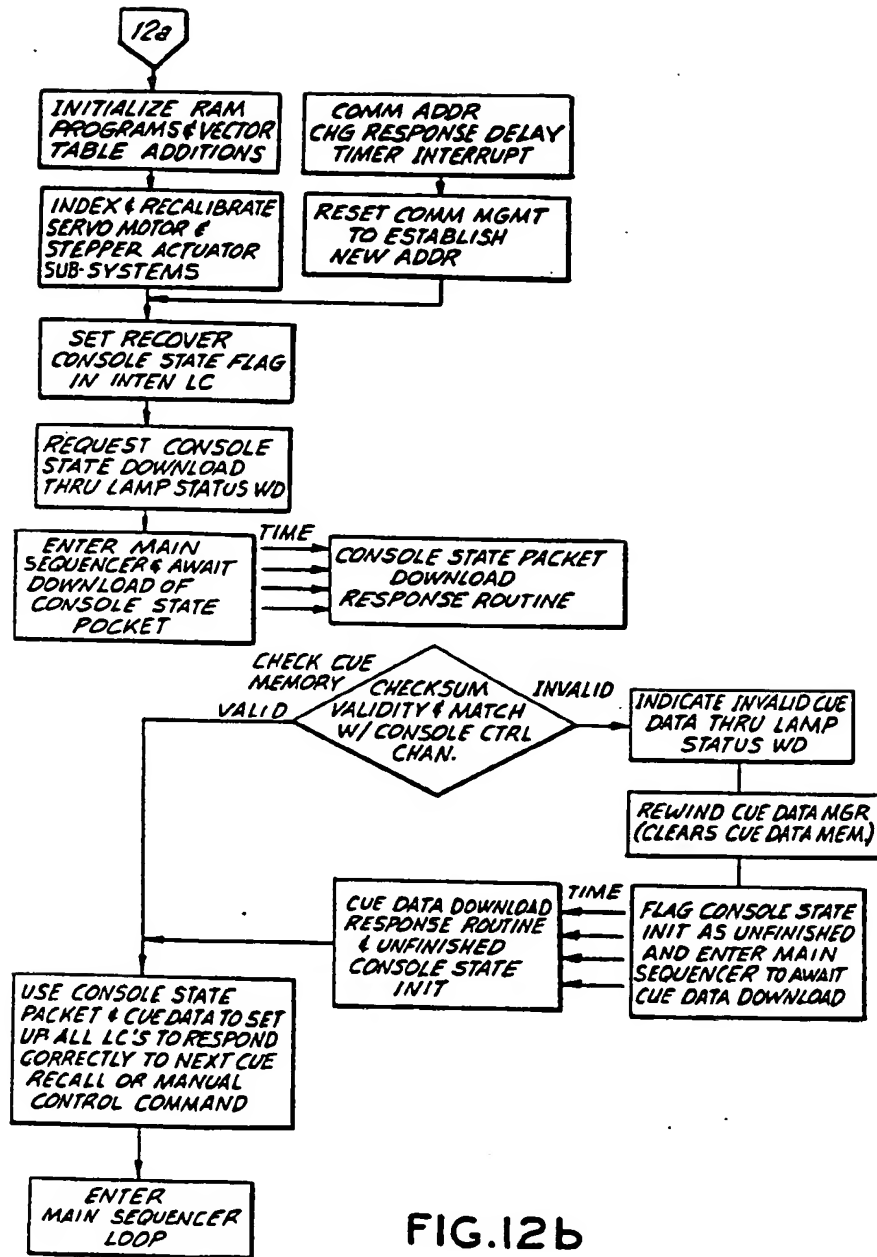 12a
INITIALIZE RAM
PROGRAMS & VECTOR
TABLE ADDITIONS
COMM ADDR
CHG RESPONSE DELAY
TIMER INTERRUPT
INDEX & RECALIBRATE
SERVO MOTOR &
STEPPER ACTUATOR
SUB-SYSTEMS
RESET COMM MGMT
TO ESTABLISH
NEW ADDR
SET RECOVER
CONSOLE STATE FLAG
IN INTEN LC
REQUEST CONSOLE
STATE DOWNLOAD
THRU LAMP STATUS WD
ENTER MAIN
SEQUENCER & AWAIT
DOWNLOAD OF
CONSOLE STATE
POCKET
TIME
CONSOLE STATE PACKET
DOWNLOAD
RESPONSE ROUTINE
CHECK CUE
MEMORY
VALID
CHECKSUM
VALIDITY & MATCH
W/ CONSOLE CTRL
CHAN.
INVALID
INDICATE INVALID CUE
DATA THRU LAMP
STATUS WD
REWIND CUE DATA MGR
(CLEARS CUE DATA MEM.)
FLAG CONSOLE STATE
INIT AS UNFINISHED
AND ENTER MAIN
SEQUENCER TO AWAIT
CUE DATA DOWNLOAD
TIME
CUE DATA DOWNLOAD
RESPONSE ROUTINE
& UNFINISHED
CONSOLE STATE
INIT
USE CONSOLE STATE
PACKET & CUE DATA TO SET
UP ALL LC'S TO RESPOND
CORRECTLY TO NEXT CUE
RECALL OR MANUAL
CONTROL COMMAND
ENTER
MAIN SEQUENCER
LOOP
FIG.12b